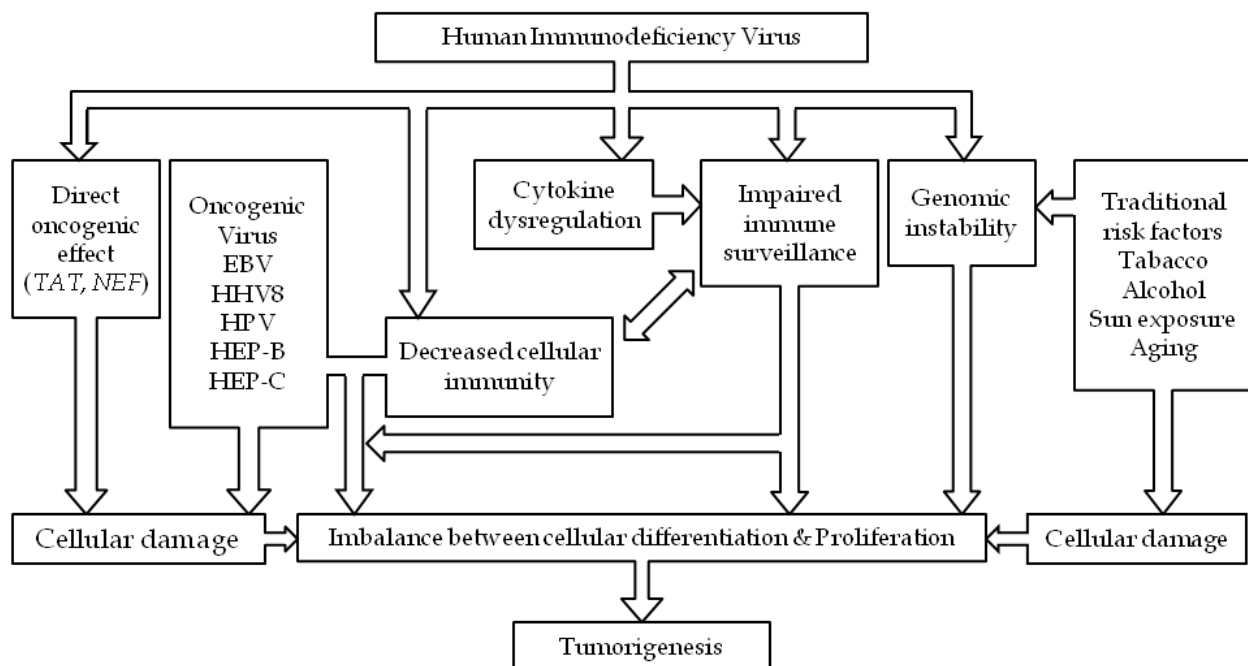 Human Immunodeficiency Virus
Direct
oncogenic
effect
(TAT, NEF)
Oncogenic
Virus
EBV
HHV8
HPV
HEP-B
HEP-C
Cytokine
dysregulation
Impaired
immune
surveillance
Genomic
instability
Traditional
risk factors
Tabacco
Alcohol
Sun exposure
Aging
Decreased cellular
immunity
Cellular damage
Imbalance between cellular differentiation & Proliferation
Cellular damage
Tumorigenesis